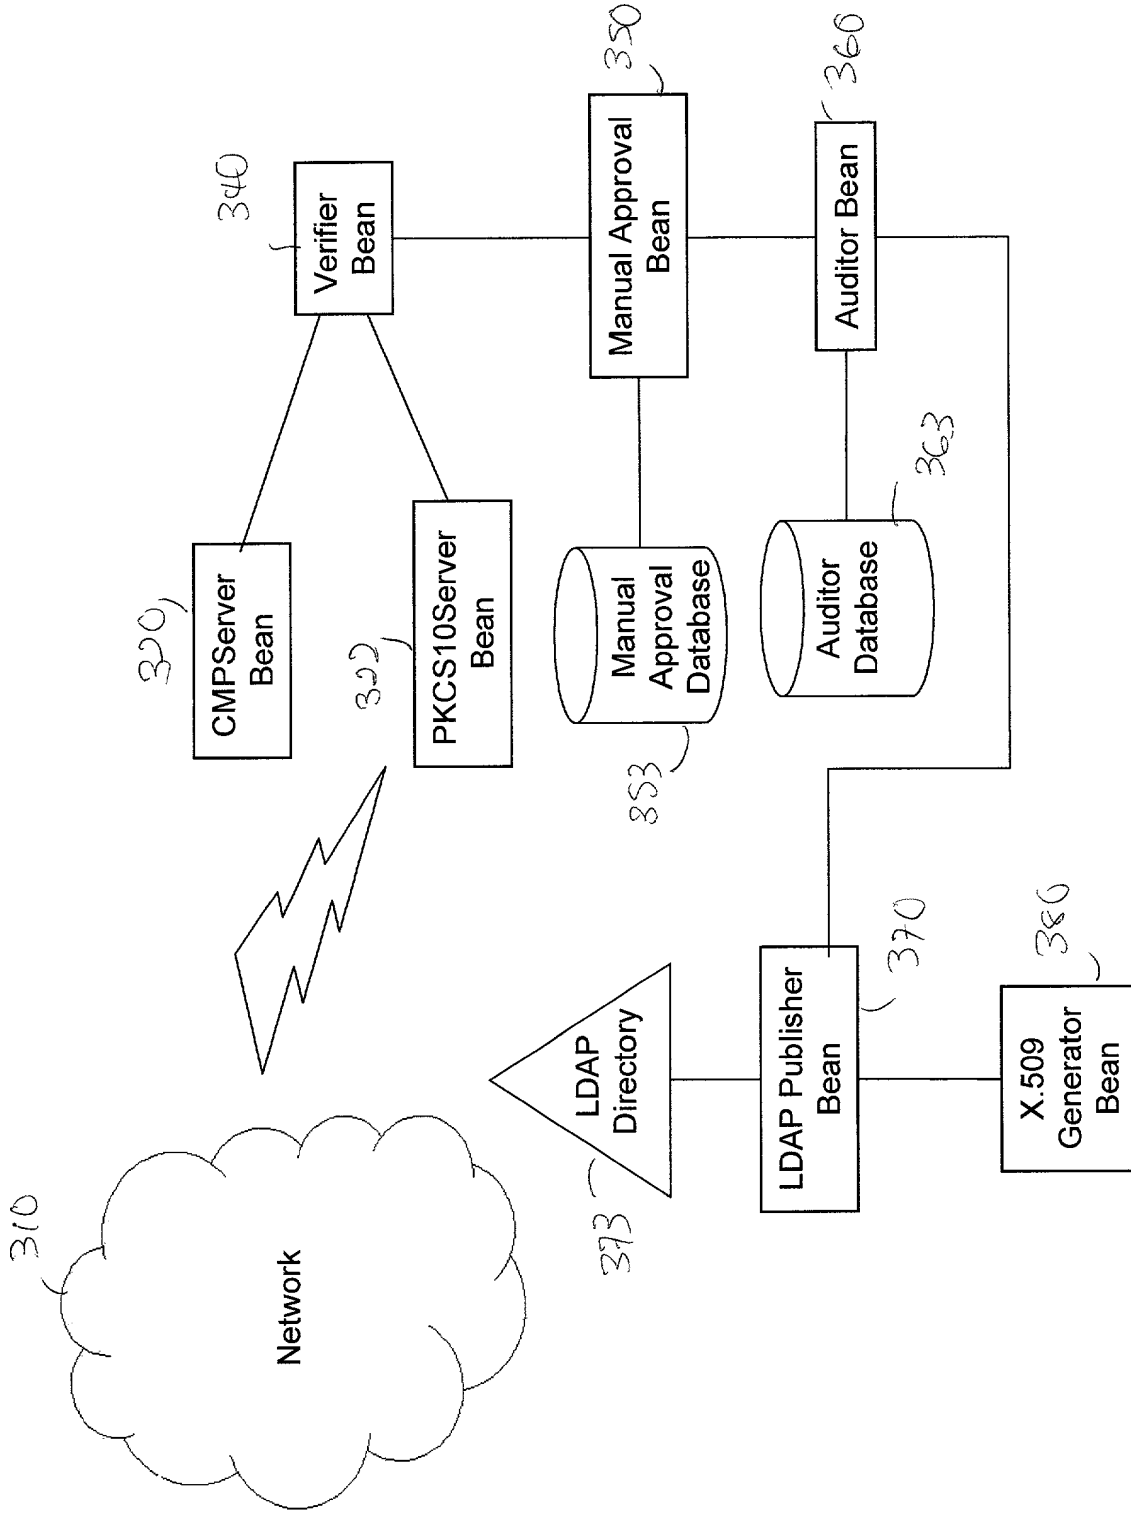 310
Network
320
CMPServer
Bean
322
PKCS10Server
Bean
340
Verifier
Bean
350
Manual Approval
Bean
353
Manual
Approval
Database
360
Auditor Bean
363
Auditor
Database
373
LDAP
Directory
370
LDAP Publisher
Bean
380
X.509
Generator
Bean